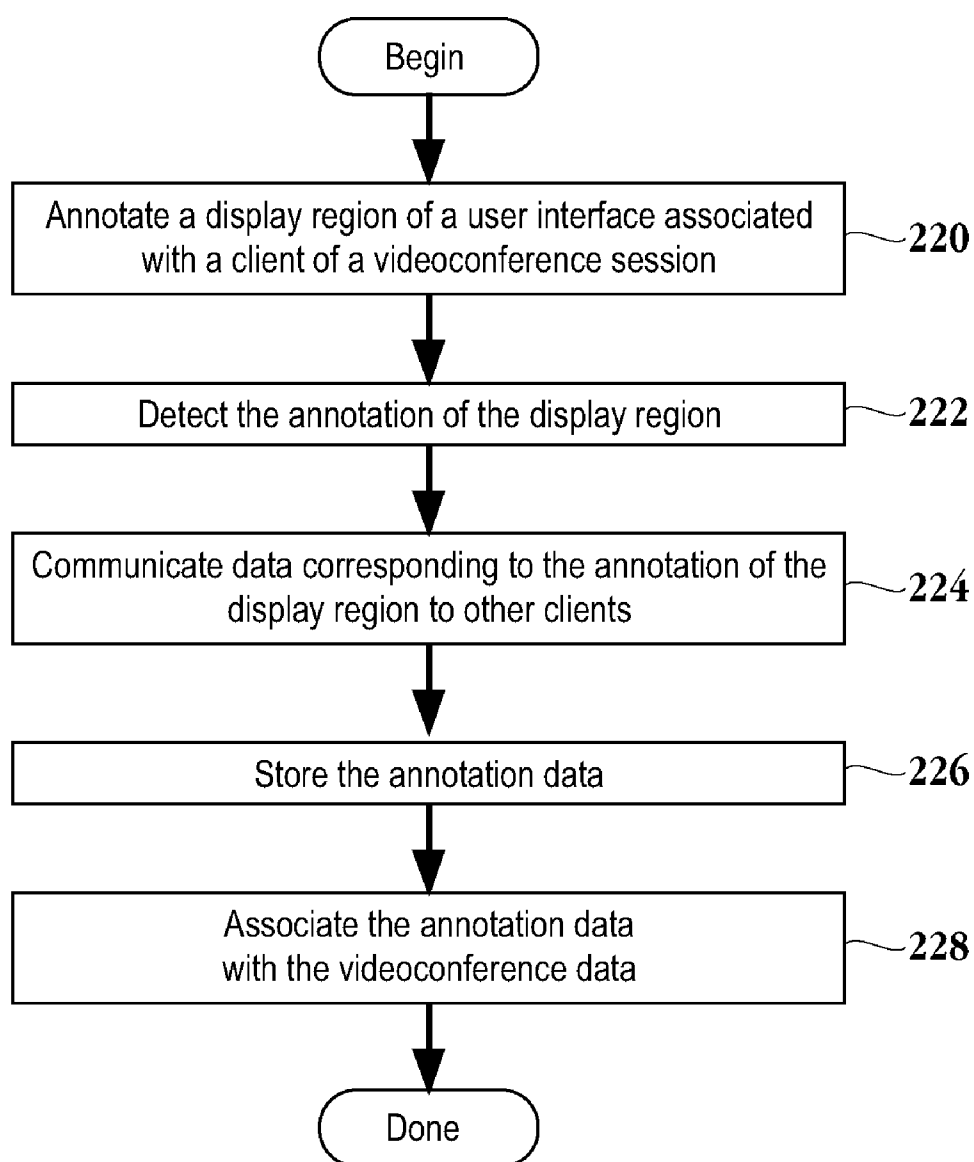 Begin
Annotate a display region of a user interface associated
with a client of a videoconference session
220
Detect the annotation of the display region
222
Communicate data corresponding to the annotation of the
display region to other clients
224
Store the annotation data
226
Associate the annotation data
with the videoconference data
228
Done